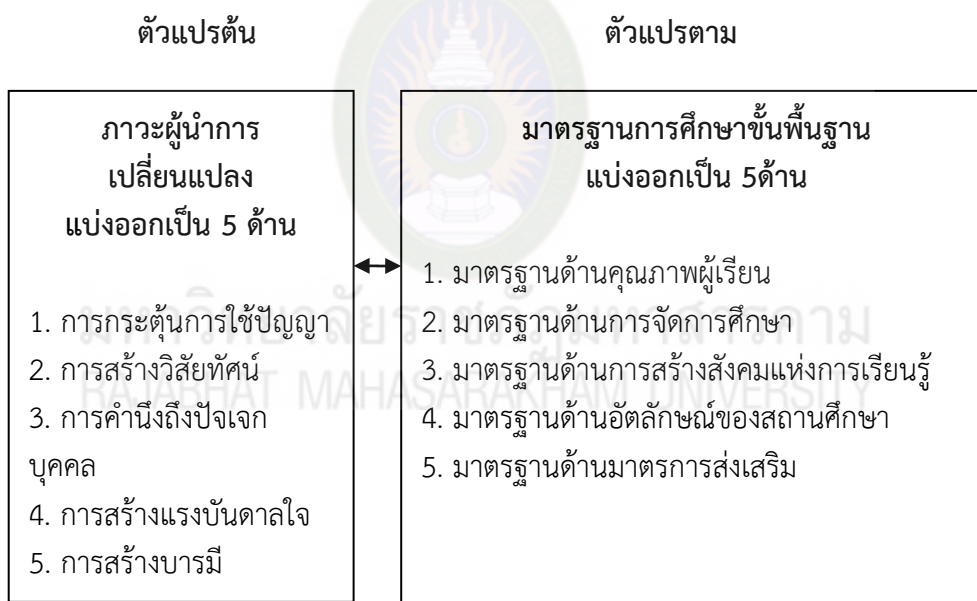 ตัวแปรต้น
ตัวแปรตาม
ภาวะผู้นำการ
เปลี่ยนแปลง
แบ่งออกเป็น 5 ด้าน
1. การกระตุ้นการใช้ปัญญา
2. การสร้างวิสัยทัศน์
3. การคำนึงถึงปัจเจก
บุคคล
4. การสร้างแรงบันดาลใจ
5. การสร้างบารมี
มาตรฐานการศึกษาขั้นพื้นฐาน
แบ่งออกเป็น 5ด้าน
1. มาตรฐานด้านคุณภาพผู้เรียน
2. มาตรฐานด้านการจัดการศึกษา
3. มาตรฐานด้านการสร้างสังคมแห่งการเรียนรู้
4. มาตรฐานด้านอัตลักษณ์ของสถานศึกษา
5. มาตรฐานด้านมาตรการส่งเสริม
มหาวิทยาลัยราชภัฏมหาสารคาม
RAJABHAT MAHASARAKHAM UNIVERSITY